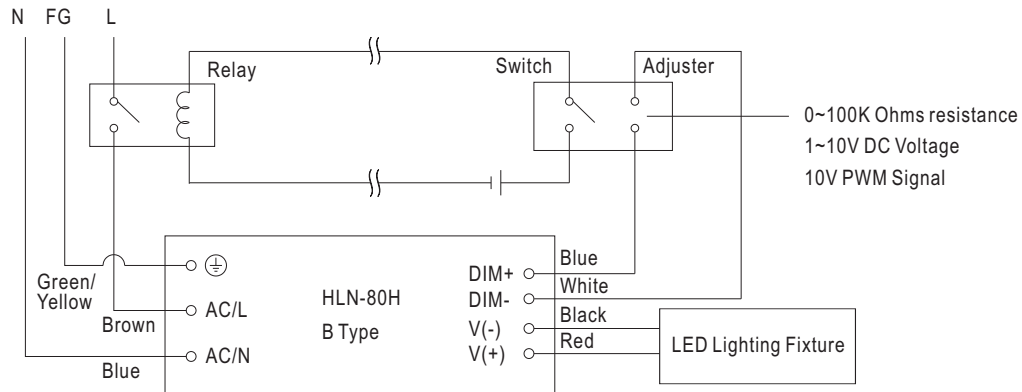 N FG L
Relay
Switch
Adjuster
0~100K Ohms resistance
1~10V DC Voltage
10V PWM Signal
Green/
Yellow
Brown
Blue
AC/L
AC/N
HLN-80H
B Type
DIM+
DIM-
V(-)
V(+)
Blue
White
Black
Red
LED Lighting Fixture